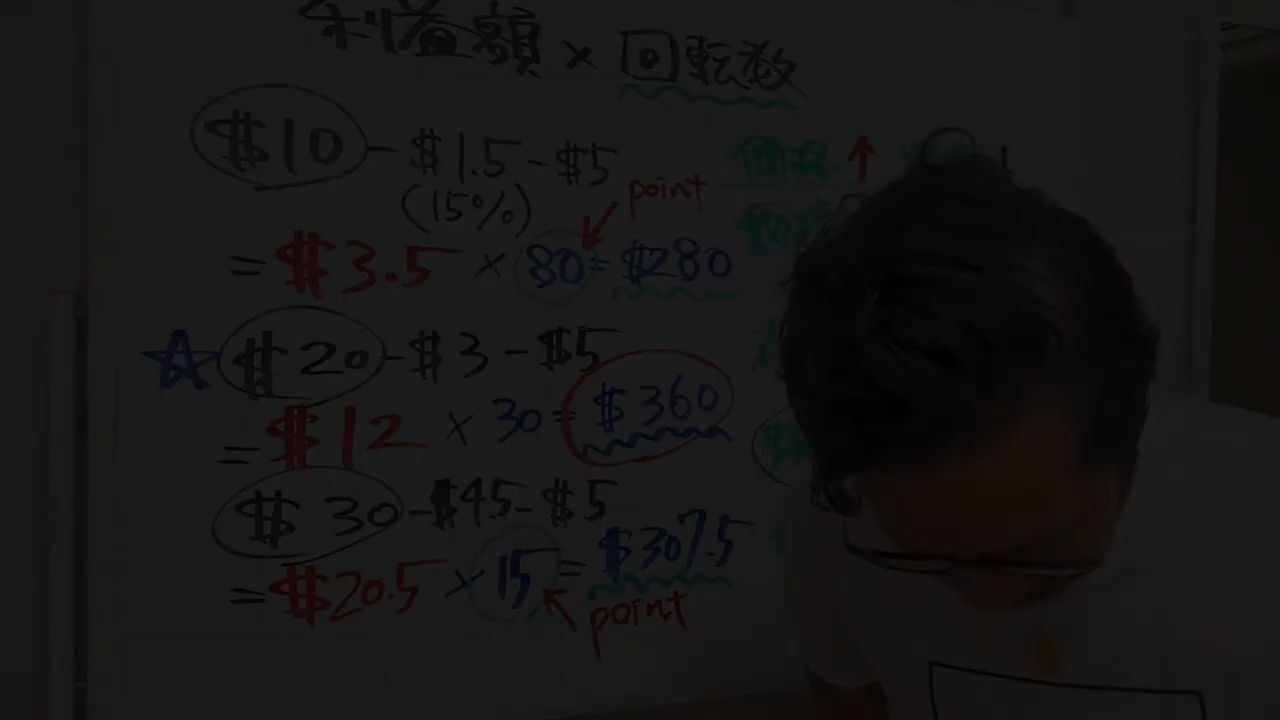 利益額 × 回転数
$10 - $1.5 - $5
(15%)
point
= $3.5 × 80 = $280
☆ $20 - $3 - $5
= $12 × 30 = $360
$30 - $4.5 - $5
= $20.5 × 15 = $307.5
point
価格 ↑